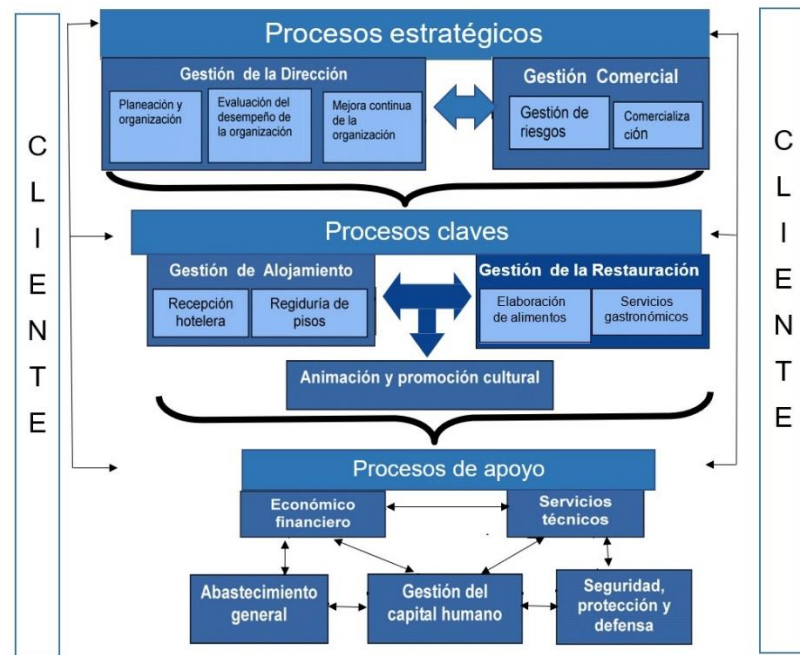 C
L
I
E
N
T
E
Procesos estratégicos
Gestión de la Dirección
Planeación y
organización
Evaluación del
desempeño de
la organización
Mejora continua
de la
organización
Gestión Comercial
Gestión de
riesgos
Comercializa
ción
Procesos claves
Gestión de Alojamiento
Recepción
hotelera
Regiduría de
pisos
Gestión de la Restauración
Elaboración
de alimentos
Servicios
gastronómicos
Animación y promoción cultural
Procesos de apoyo
Económico
financiero
Servicios
técnicos
Abastecimiento
general
Gestión del
capital humano
Seguridad,
protección y
defensa
C
L
I
E
N
T
E